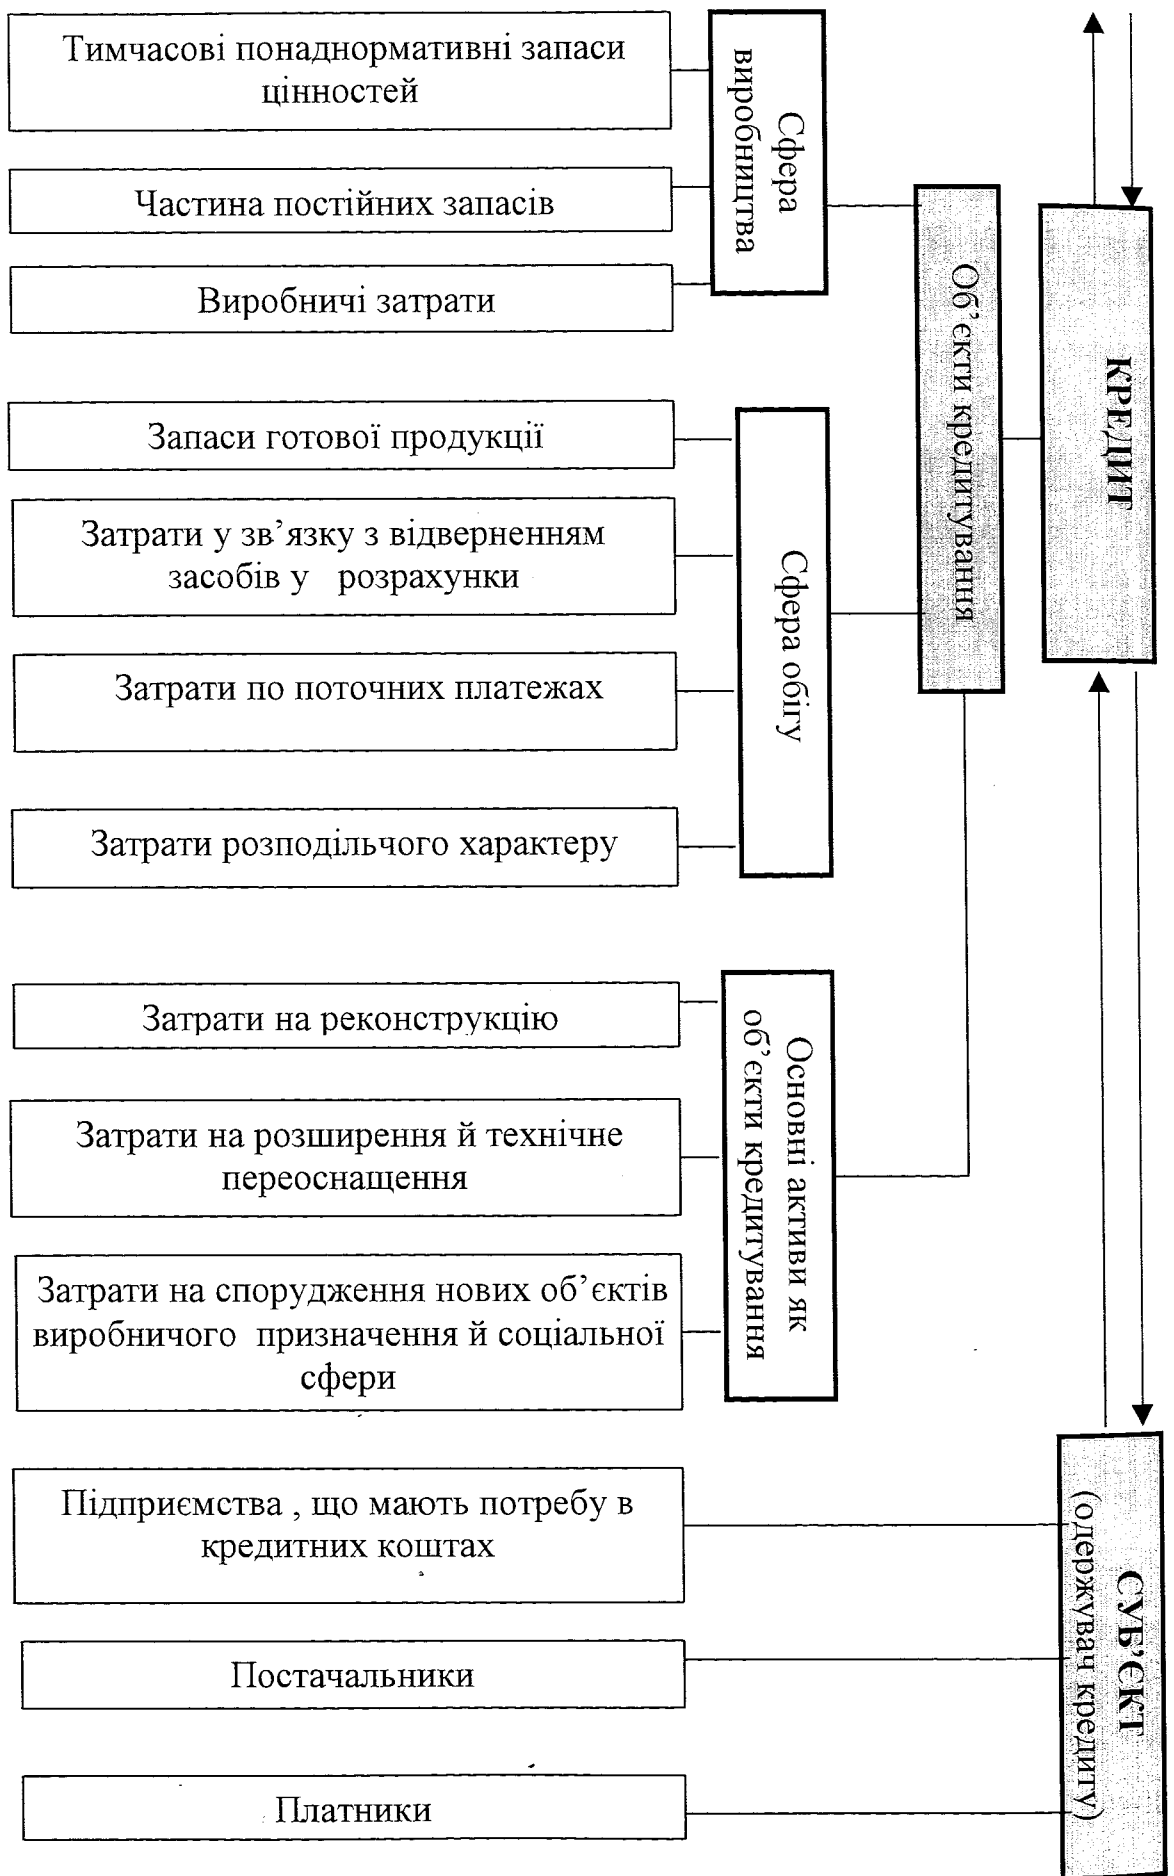 КРЕДИТ
Об’єкти кредитування
Сфера
виробництва
Тимчасові понаднормативні запаси
цінностей
Частина постійних запасів
Виробничі затрати
Сфера обігу
Запаси готової продукції
Затрати у зв’язку з відверненням
засобів у розрахунки
Затрати по поточних платежах
Затрати розподільчого характеру
Основні активи як
об’єкти кредитування
Затрати на реконструкцію
Затрати на розширення й технічне
переоснащення
Затрати на спорудження нових об’єктів
виробничого призначення й соціальної
сфери
СУБ’ЄКТ
(одержувач кредиту)
Підприємства , що мають потребу в
кредитних коштах
Постачальники
Платники